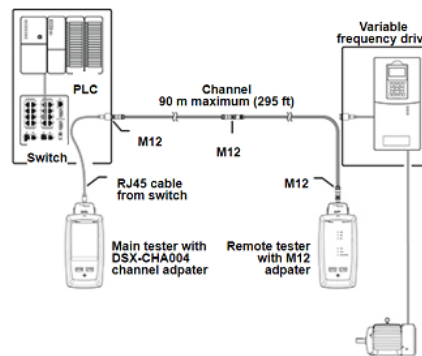 Variable
frequency drive
PLC
Channel
90 m maximum (295 ft)
M12
M12
Switch
M12
RJ45 cable
from switch
Main tester with
DSX-CHA004
channel adpater
Remote tester
with M12
adpater